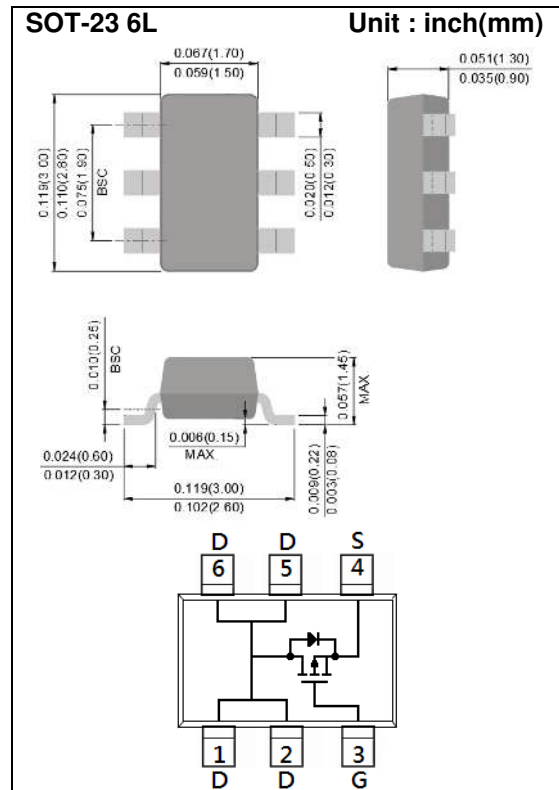 SOT-23 6L Unit : inch(mm)
0.067(1.70)
0.059(1.50)
0.051(1.30)
0.035(0.90)
0.119(3.00)
0.110(2.80)
0.075(1.90)
BSC
0.020(0.50)
0.012(0.30)
0.010(0.25)
BSC
0.057(1.45)
MAX.
0.006(0.15)
MAX.
0.024(0.60)
0.012(0.30)
0.009(0.22)
0.003(0.08)
0.119(3.00)
0.102(2.60)
D D S
6 5 4
1 2 3
D D G